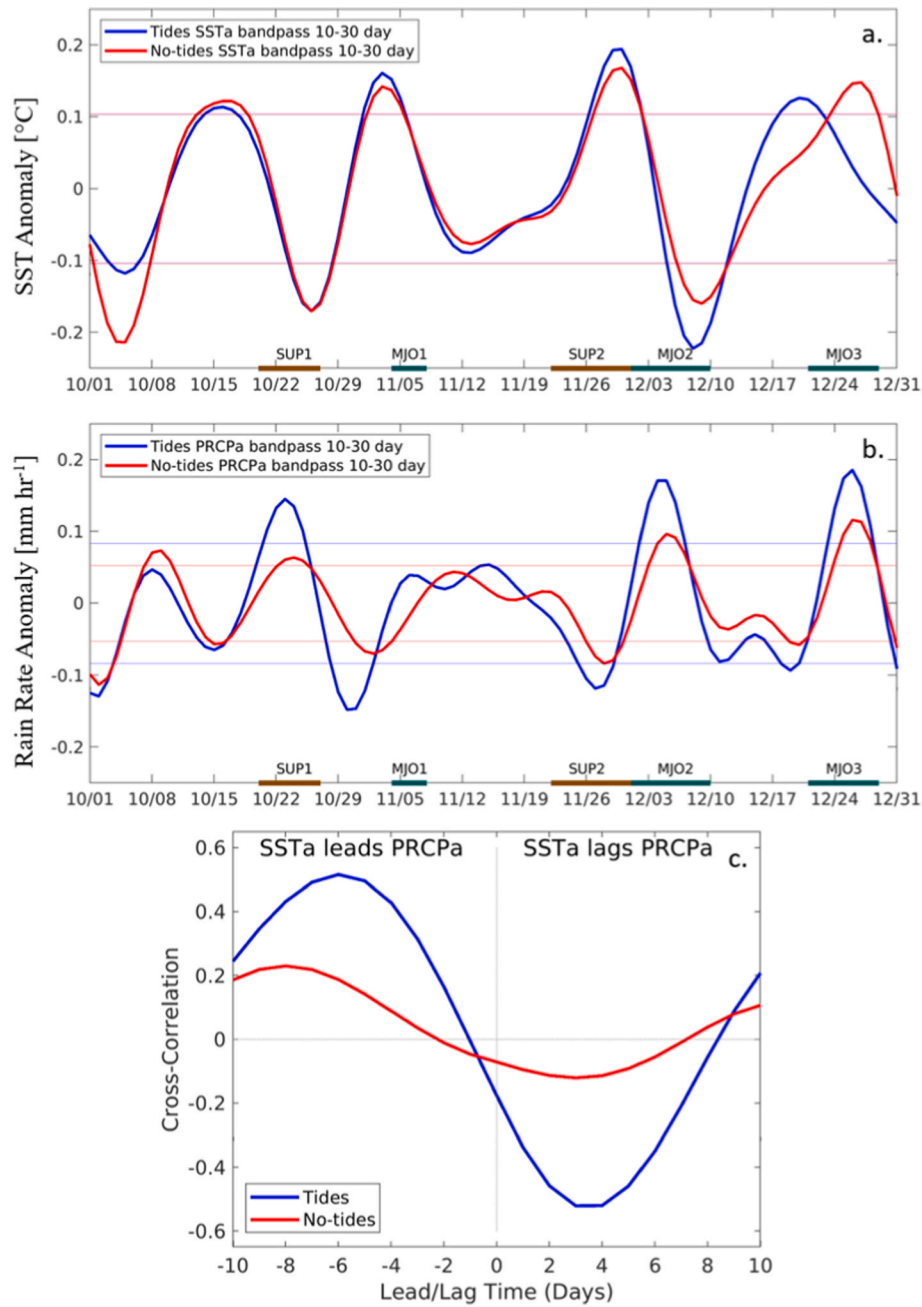 a.
Tides SSTa bandpass 10-30 day
No-tides SSTa bandpass 10-30 day
SST Anomaly [°C]
0.2
0.1
0
-0.1
-0.2
SUP1 MJO1 SUP2 MJO2 MJO3
10/01 10/08 10/15 10/22 10/29 11/05 11/12 11/19 11/26 12/03 12/10 12/17 12/24 12/31
b.
Tides PRCPa bandpass 10-30 day
No-tides PRCPa bandpass 10-30 day
Rain Rate Anomaly [mm hr⁻¹]
0.2
0.1
0
-0.1
-0.2
SUP1 MJO1 SUP2 MJO2 MJO3
10/01 10/08 10/15 10/22 10/29 11/05 11/12 11/19 11/26 12/03 12/10 12/17 12/24 12/31
SSTa leads PRCPa SSTa lags PRCPa c.
Cross-Correlation
0.6
0.4
0.2
0
-0.2
-0.4
-0.6
Tides
No-tides
-10 -8 -6 -4 -2 0 2 4 6 8 10
Lead/Lag Time (Days)